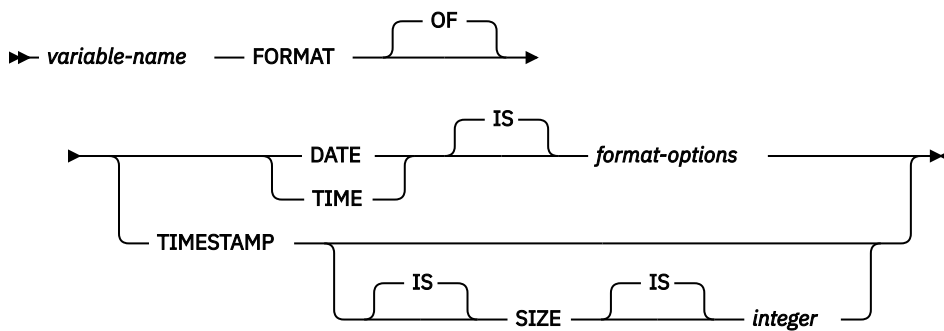 OF
variable-name FORMAT
IS
DATE format-options
TIME
TIMESTAMP
IS IS
SIZE integer